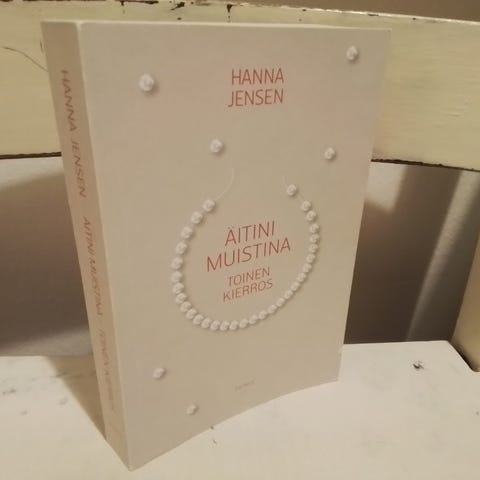 HANNA
JENSEN
ÄITINI
MUISTINA
TOINEN
KIERROS
HANNA JENSEN ÄITINI MUISTINA TOINEN KIERROS